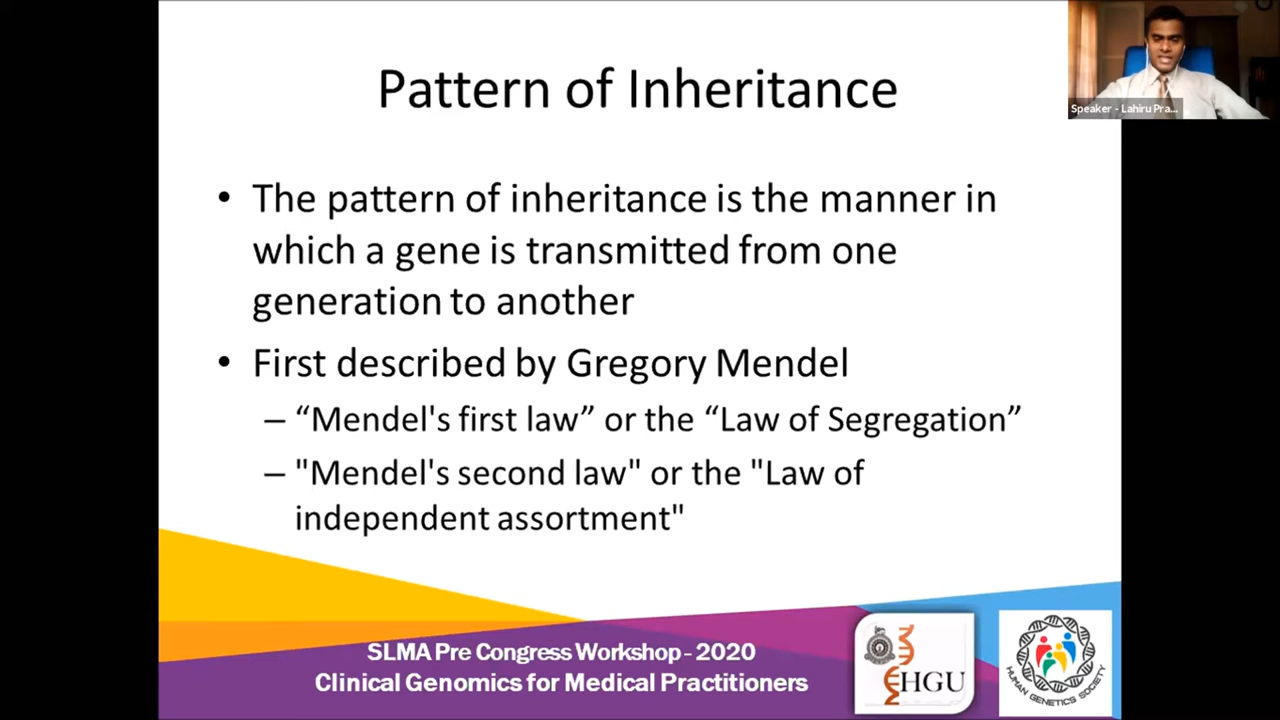 Pattern of Inheritance
Speaker - Lahiru Pra...
• The pattern of inheritance is the manner in
which a gene is transmitted from one
generation to another
• First described by Gregory Mendel
– “Mendel's first law” or the “Law of Segregation”
– "Mendel's second law" or the "Law of
independent assortment"
SLMA Pre Congress Workshop - 2020
Clinical Genomics for Medical Practitioners
HGU
HUMAN GENETICS SOCIETY